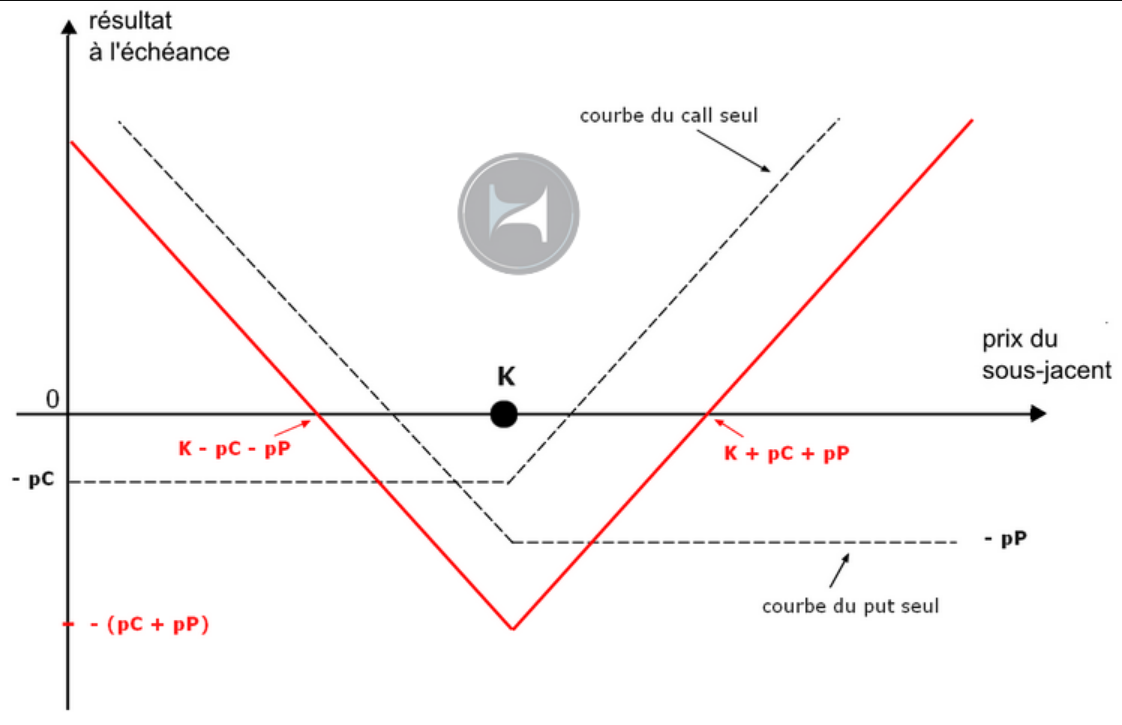 résultat
à l'échéance
courbe du call seul
prix du
sous-jacent
K
0
K - pC - pP
K + pC + pP
- pC
- pP
courbe du put seul
- (pC + pP)